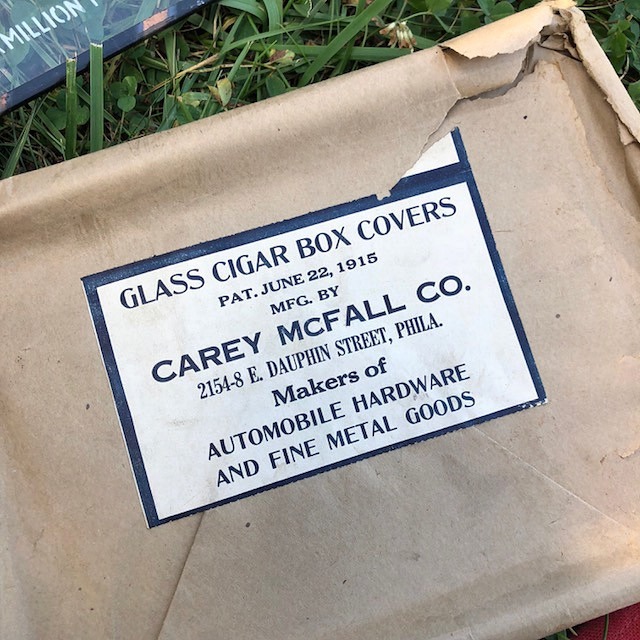 MILLION
GLASS CIGAR BOX COVERS
PAT. JUNE 22, 1915
MFG. BY
CAREY MCFALL CO.
2154-8 E. DAUPHIN STREET, PHILA.
Makers of
AUTOMOBILE HARDWARE
AND FINE METAL GOODS